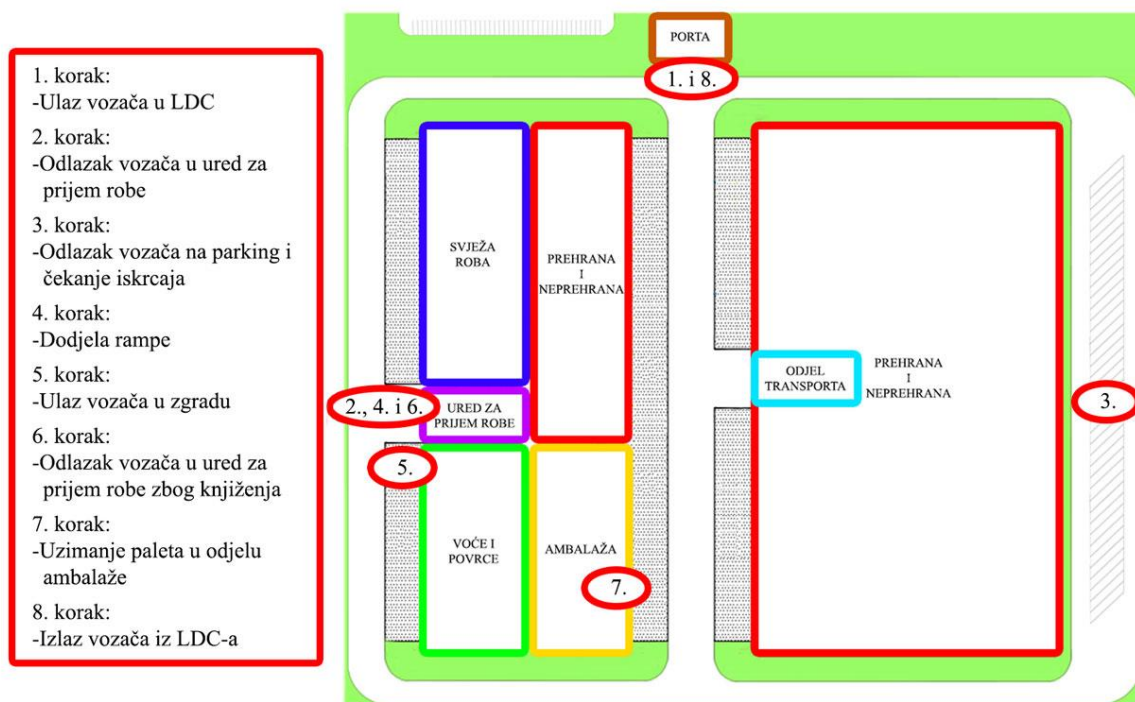 1. korak:
-Ulaz vozača u LDC
2. korak:
-Odlazak vozača u ured za
prijem robe
3. korak:
-Odlazak vozača na parking i
čekanje iskrcaja
4. korak:
-Dodjela rampe
5. korak:
-Ulaz vozača u zgradu
6. korak:
-Odlazak vozača u ured za
prijem robe zbog knjiženja
7. korak:
-Uzimanje paleta u odjelu
ambalaže
8. korak:
-Izlaz vozača iz LDC-a
PORTA
1. i 8.
SVJEŽA
ROBA
PREHRANA
I
NEPREHRANA
2., 4. i 6.
URED ZA
PRIJEM ROBE
5.
VOĆE I
POVRCE
AMBALAŽA
7.
ODJEL
TRANSPORTA
PREHRANA
I
NEPREHRANA
3.